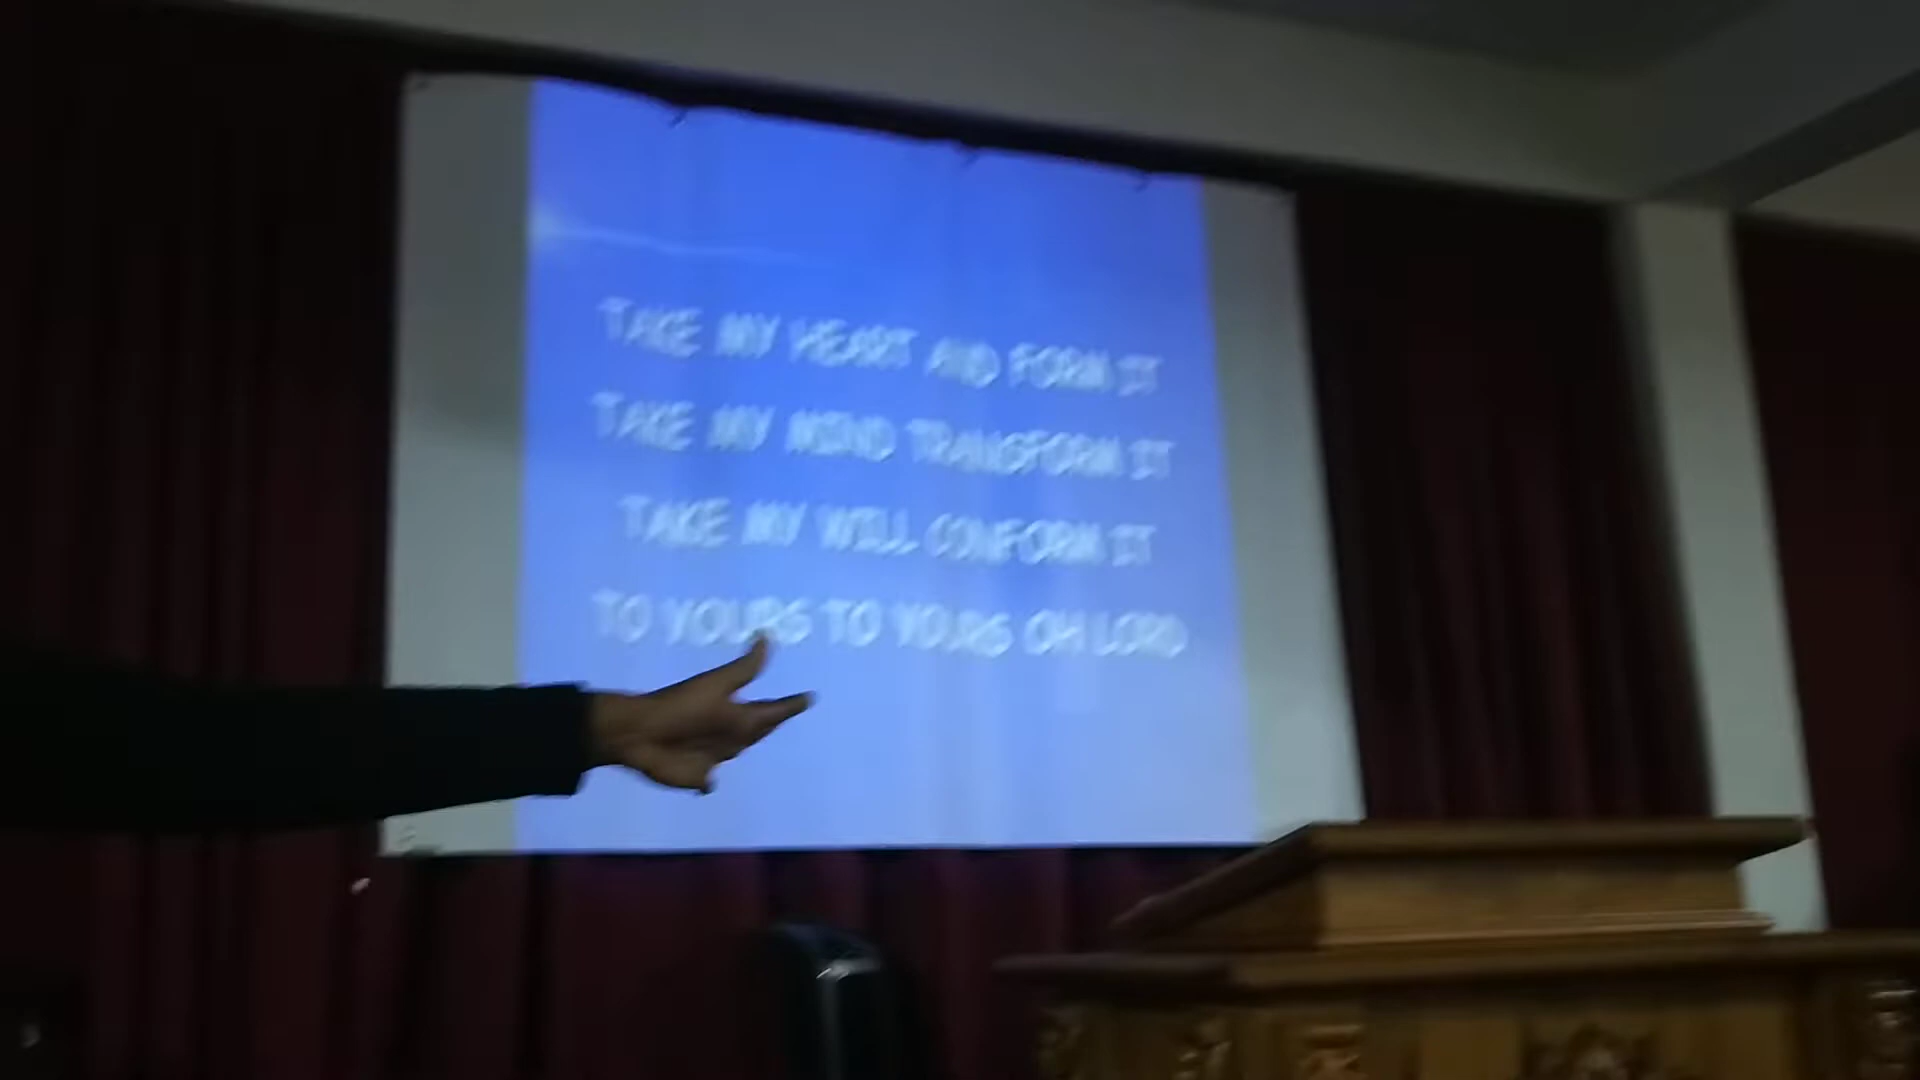 TAKE MY HEART AND FORM IT
TAKE MY MIND TRANSFORM IT
TAKE MY WILL CONFORM IT
TO YOURS TO YOURS OH LORD